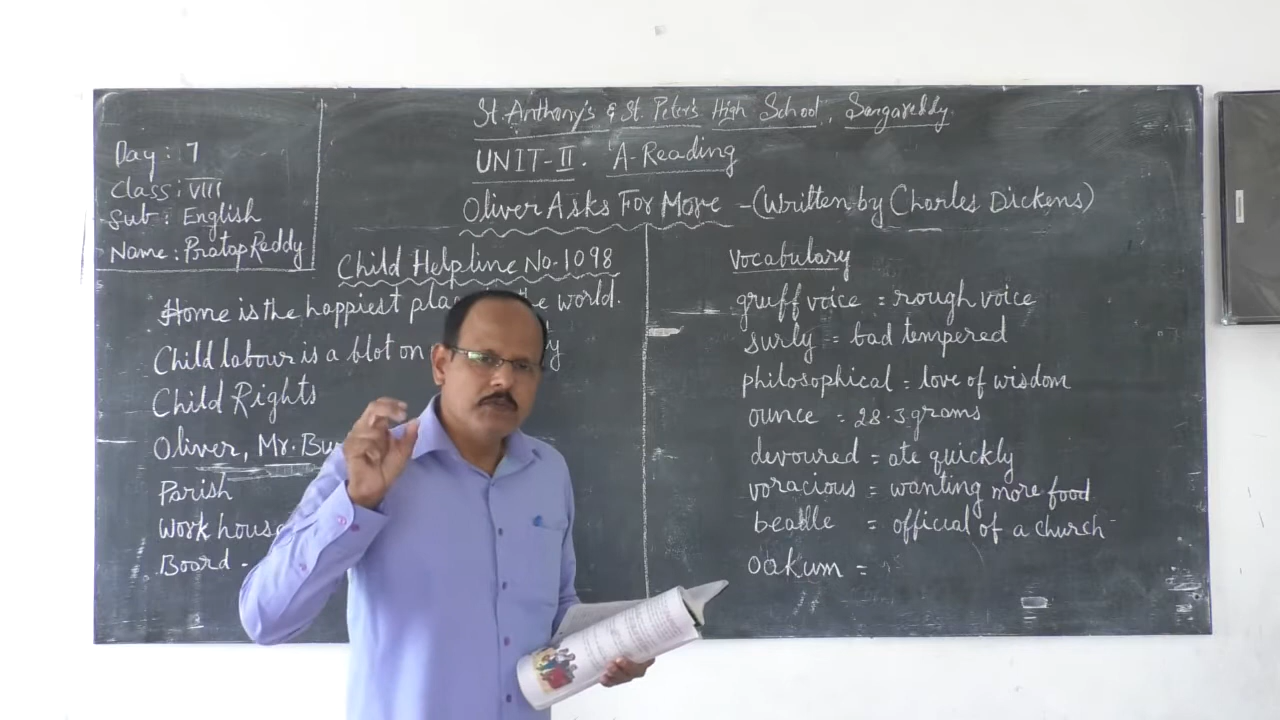 St. Anthony's & St. Peter's High School, Sangareddy
UNIT-II. A-Reading
Oliver Asks For More -(Written by Charles Dickens)
Day : 7
Class : VIII
Sub : English
Name : Pratap Reddy
Child Helpline No. 1098
Home is the happiest place in the world.
Child labour is a blot on
Child Rights
Oliver, Mr. Bu
Parish
Work house
Board -
Vocabulary
gruff voice = rough voice
surly = bad tempered
philosophical = love of wisdom
ounce = 28.3 grams
devoured = ate quickly
voracious = wanting more food
beadle = official of a church
Oakum =